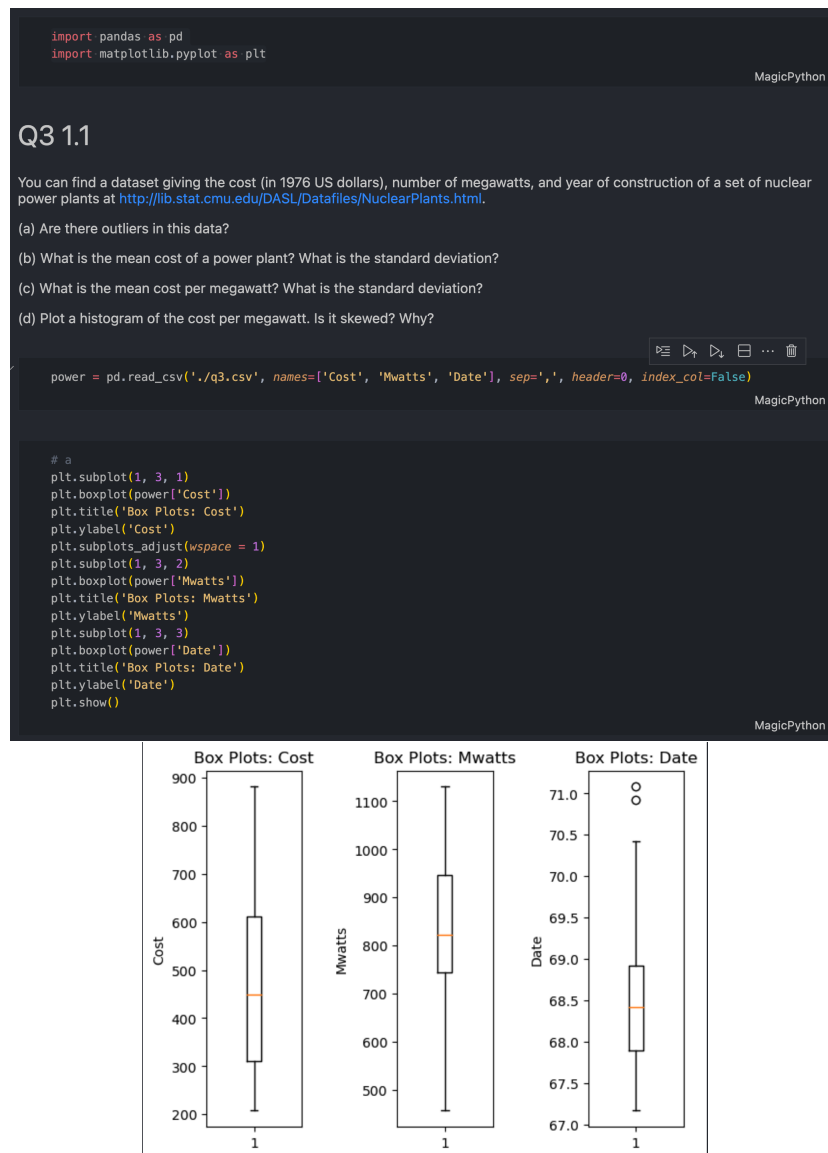 import pandas as pd
import matplotlib.pyplot as plt
MagicPython
Q3 1.1
You can find a dataset giving the cost (in 1976 US dollars), number of megawatts, and year of construction of a set of nuclear
power plants at http://lib.stat.cmu.edu/DASL/Datafiles/NuclearPlants.html.
(a) Are there outliers in this data?
(b) What is the mean cost of a power plant? What is the standard deviation?
(c) What is the mean cost per megawatt? What is the standard deviation?
(d) Plot a histogram of the cost per megawatt. Is it skewed? Why?
power = pd.read_csv('./q3.csv', names=['Cost', 'Mwatts', 'Date'], sep=',', header=0, index_col=False)
MagicPython
# a
plt.subplot(1, 3, 1)
plt.boxplot(power['Cost'])
plt.title('Box Plots: Cost')
plt.ylabel('Cost')
plt.subplots_adjust(wspace = 1)
plt.subplot(1, 3, 2)
plt.boxplot(power['Mwatts'])
plt.title('Box Plots: Mwatts')
plt.ylabel('Mwatts')
plt.subplot(1, 3, 3)
plt.boxplot(power['Date'])
plt.title('Box Plots: Date')
plt.ylabel('Date')
plt.show()
MagicPython
Box Plots: Cost
900
800
700
600
500
400
300
200
Cost
1
Box Plots: Mwatts
1100
1000
900
800
700
600
500
Mwatts
1
Box Plots: Date
71.0
70.5
70.0
69.5
69.0
68.5
68.0
67.5
67.0
Date
1